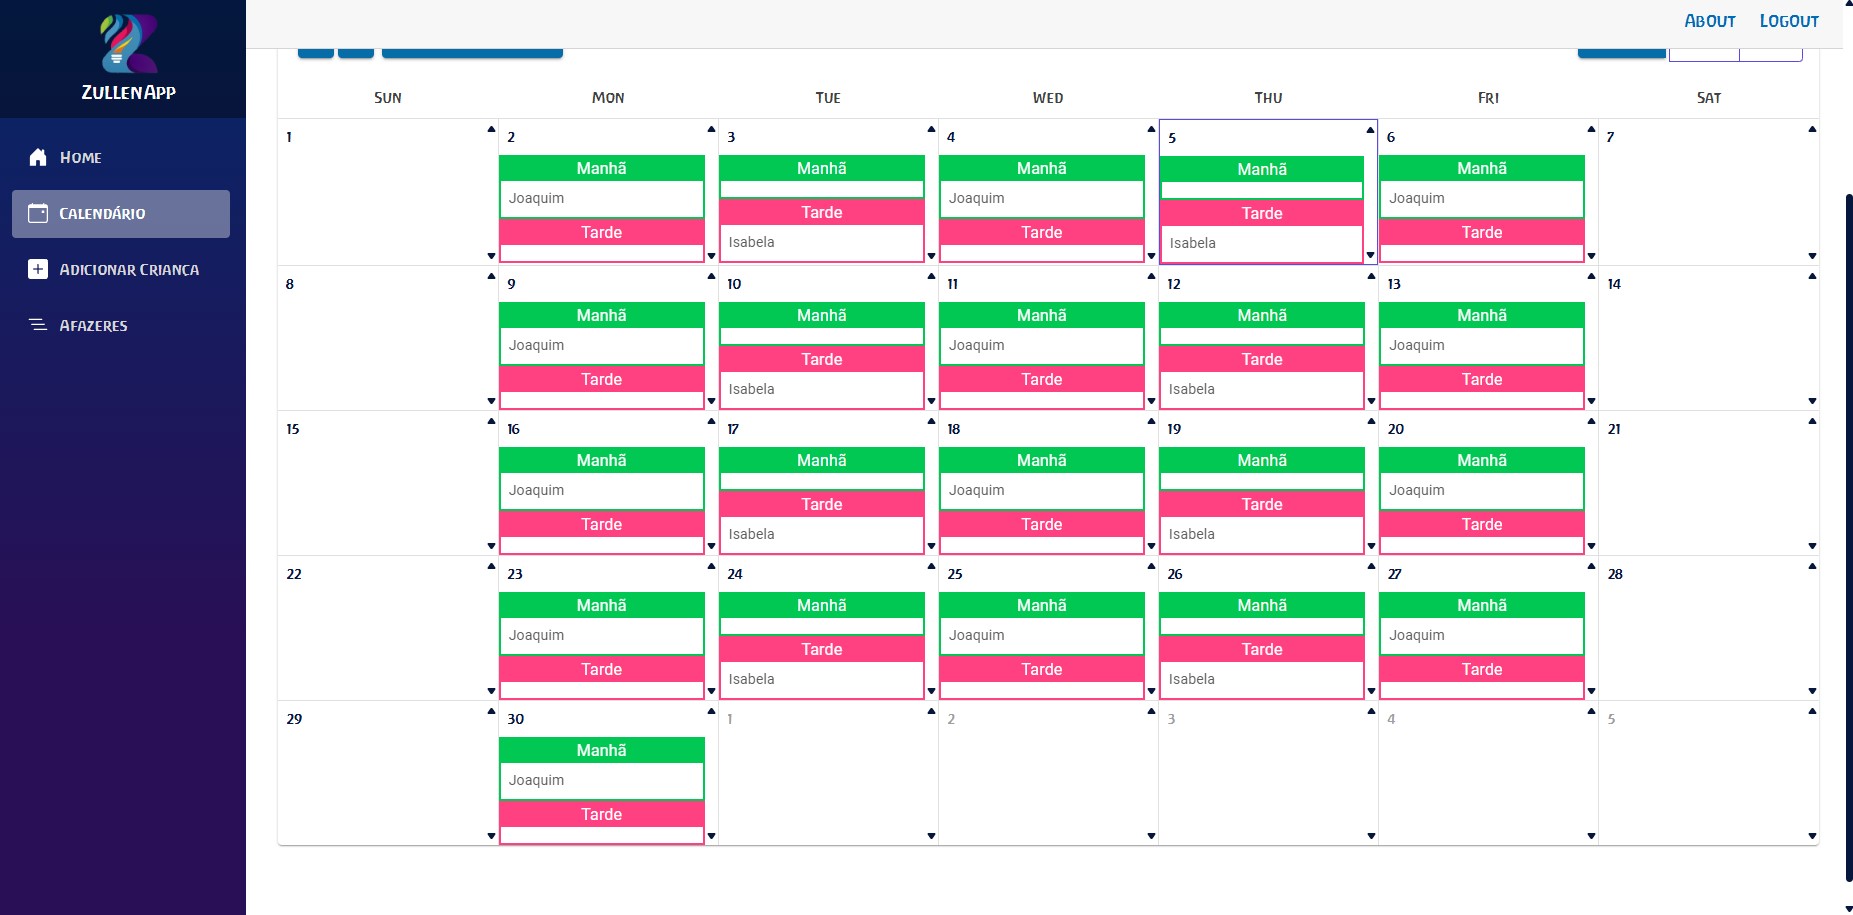 About Logout
ZullenApp
Home
Calendário
Adicionar Criança
Afazeres
Sun Mon Tue Wed Thu Fri Sat
1 2 3 4 5 6 7
Manhã Manhã Manhã Manhã Manhã
Joaquim Joaquim Joaquim
Tarde Tarde Tarde Tarde Tarde
Isabela Isabela
8 9 10 11 12 13 14
Manhã Manhã Manhã Manhã Manhã
Joaquim Joaquim Joaquim
Tarde Tarde Tarde Tarde Tarde
Isabela Isabela
15 16 17 18 19 20 21
Manhã Manhã Manhã Manhã Manhã
Joaquim Joaquim Joaquim
Tarde Tarde Tarde Tarde Tarde
Isabela Isabela
22 23 24 25 26 27 28
Manhã Manhã Manhã Manhã Manhã
Joaquim Joaquim Joaquim
Tarde Tarde Tarde Tarde Tarde
Isabela Isabela
29 30 1 2 3 4 5
Manhã
Joaquim
Tarde